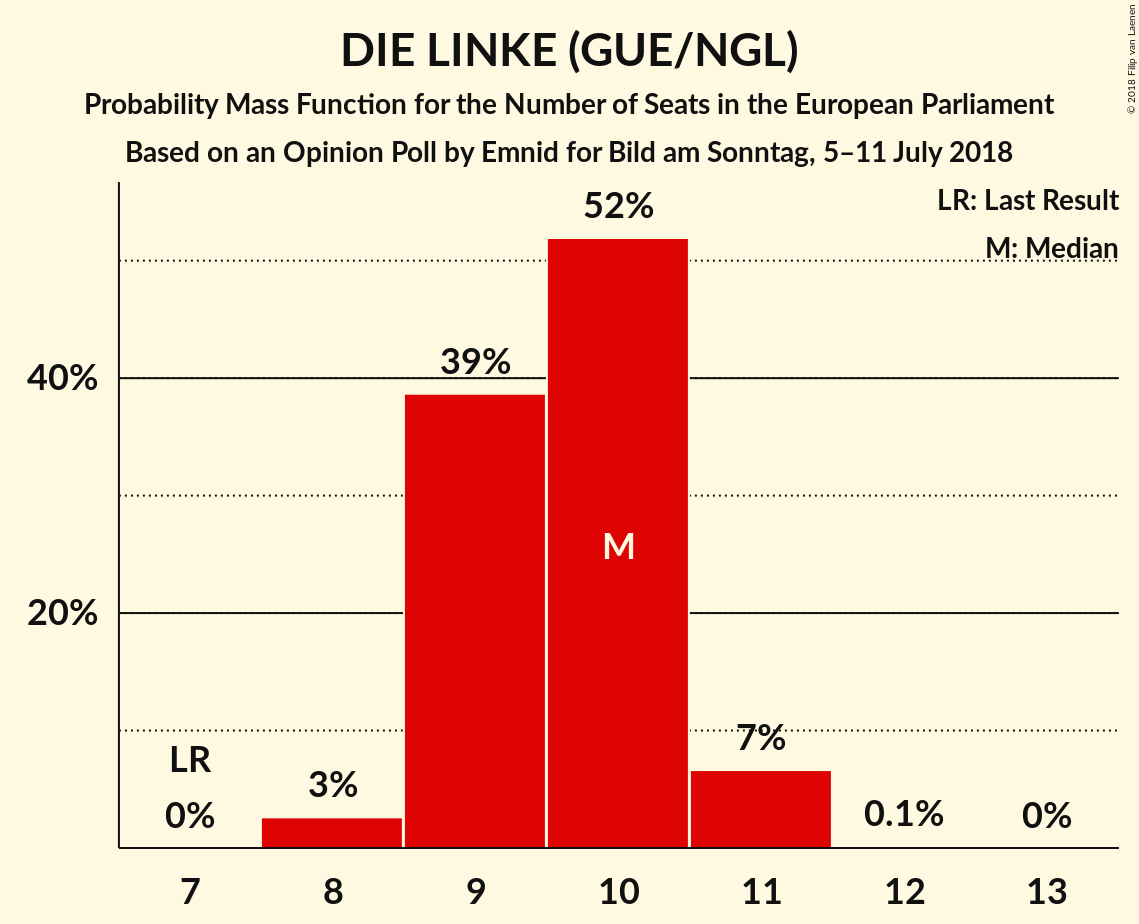 DIE LINKE (GUE/NGL)
Probability Mass Function for the Number of Seats in the European Parliament
Based on an Opinion Poll by Emnid for Bild am Sonntag, 5–11 July 2018
© 2018 Filip van Laenen
LR: Last Result
M: Median
52%
40%
39%
M
20%
7%
LR
3%
0%
0.1%
0%
7 8 9 10 11 12 13